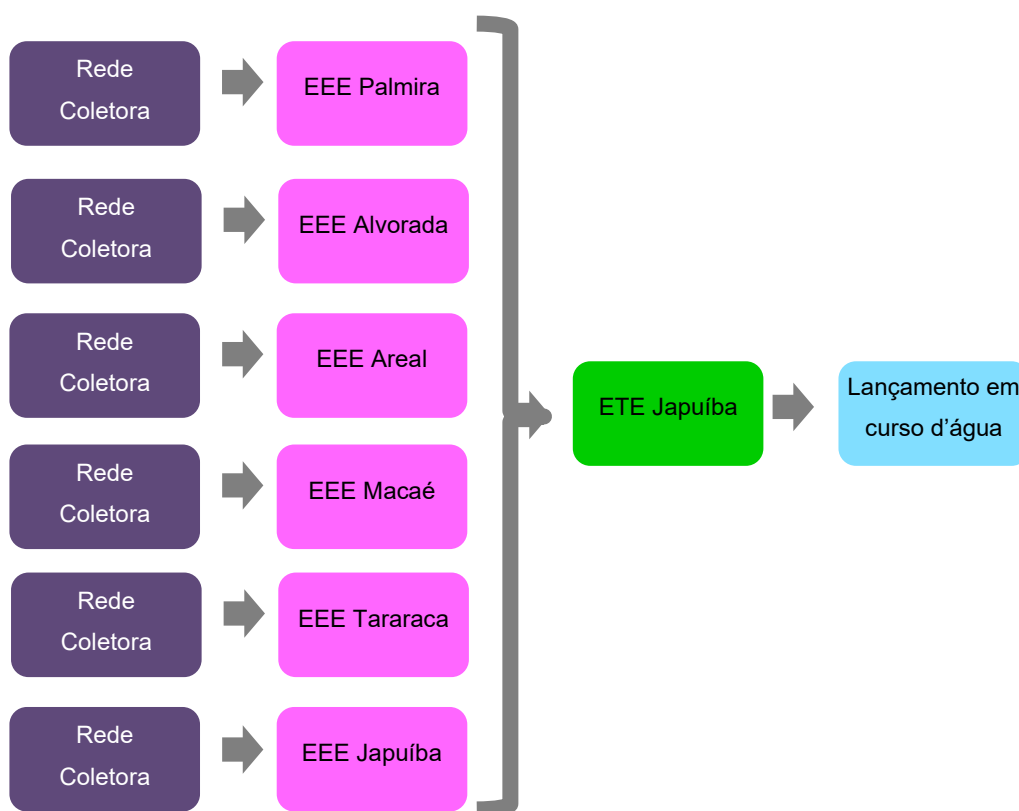 Rede
Coletora
EEE Palmira
Rede
Coletora
EEE Alvorada
Rede
Coletora
EEE Areal
Rede
Coletora
EEE Macaé
Rede
Coletora
EEE Tararaca
Rede
Coletora
EEE Japuíba
ETE Japuíba
Lançamento em
curso d'água